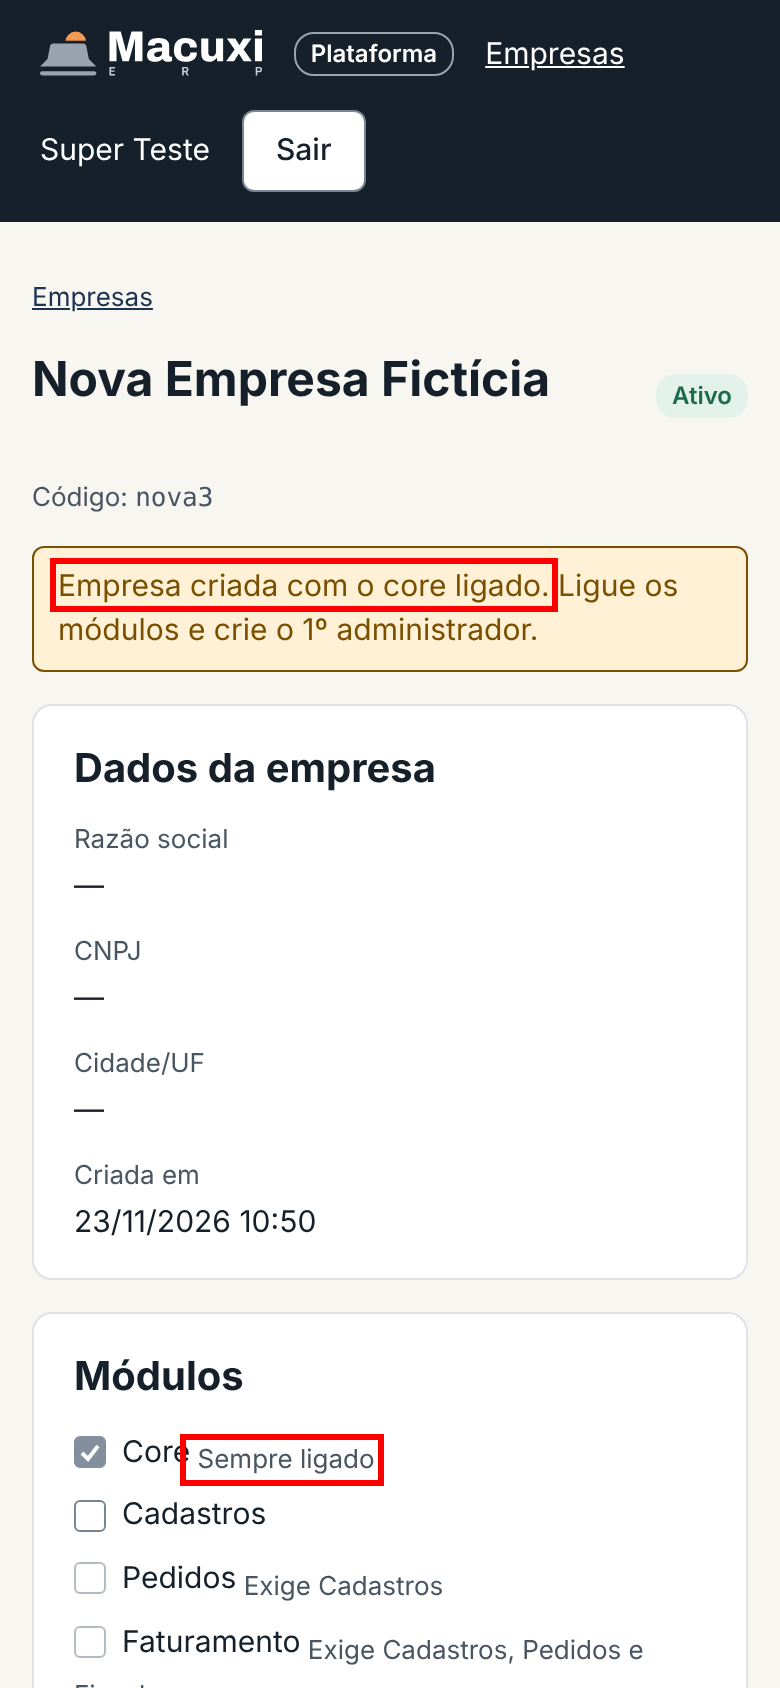 Macuxi
E R P
Plataforma
Empresas
Super Teste
Sair
Empresas
Nova Empresa Fictícia
Ativo
Código: nova3
Empresa criada com o core ligado. Ligue os
módulos e crie o 1º administrador.
Dados da empresa
Razão social
—
CNPJ
—
Cidade/UF
—
Criada em
23/11/2026 10:50
Módulos
Core Sempre ligado
Cadastros
Pedidos Exige Cadastros
Faturamento Exige Cadastros, Pedidos e